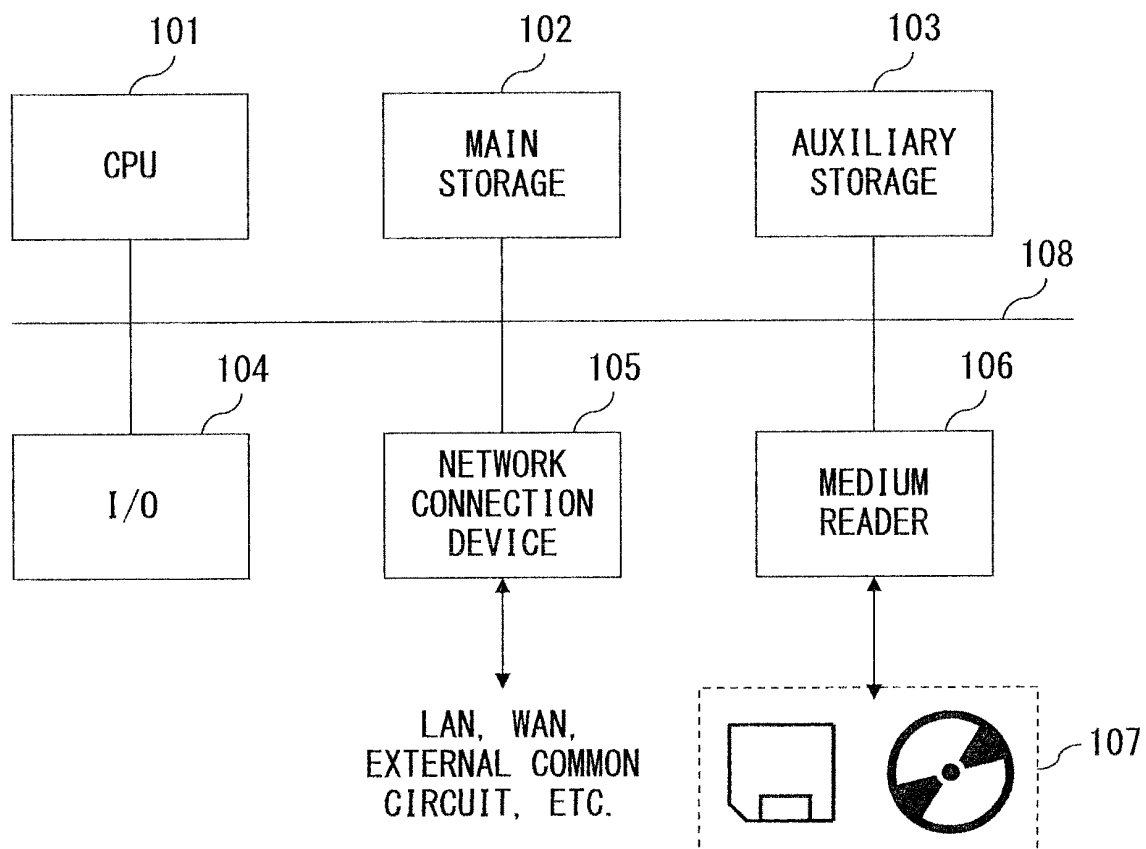 101
102
103
CPU
MAIN
STORAGE
AUXILIARY
STORAGE
108
104
105
106
I/O
NETWORK
CONNECTION
DEVICE
MEDIUM
READER
LAN, WAN,
EXTERNAL COMMON
CIRCUIT, ETC.
107